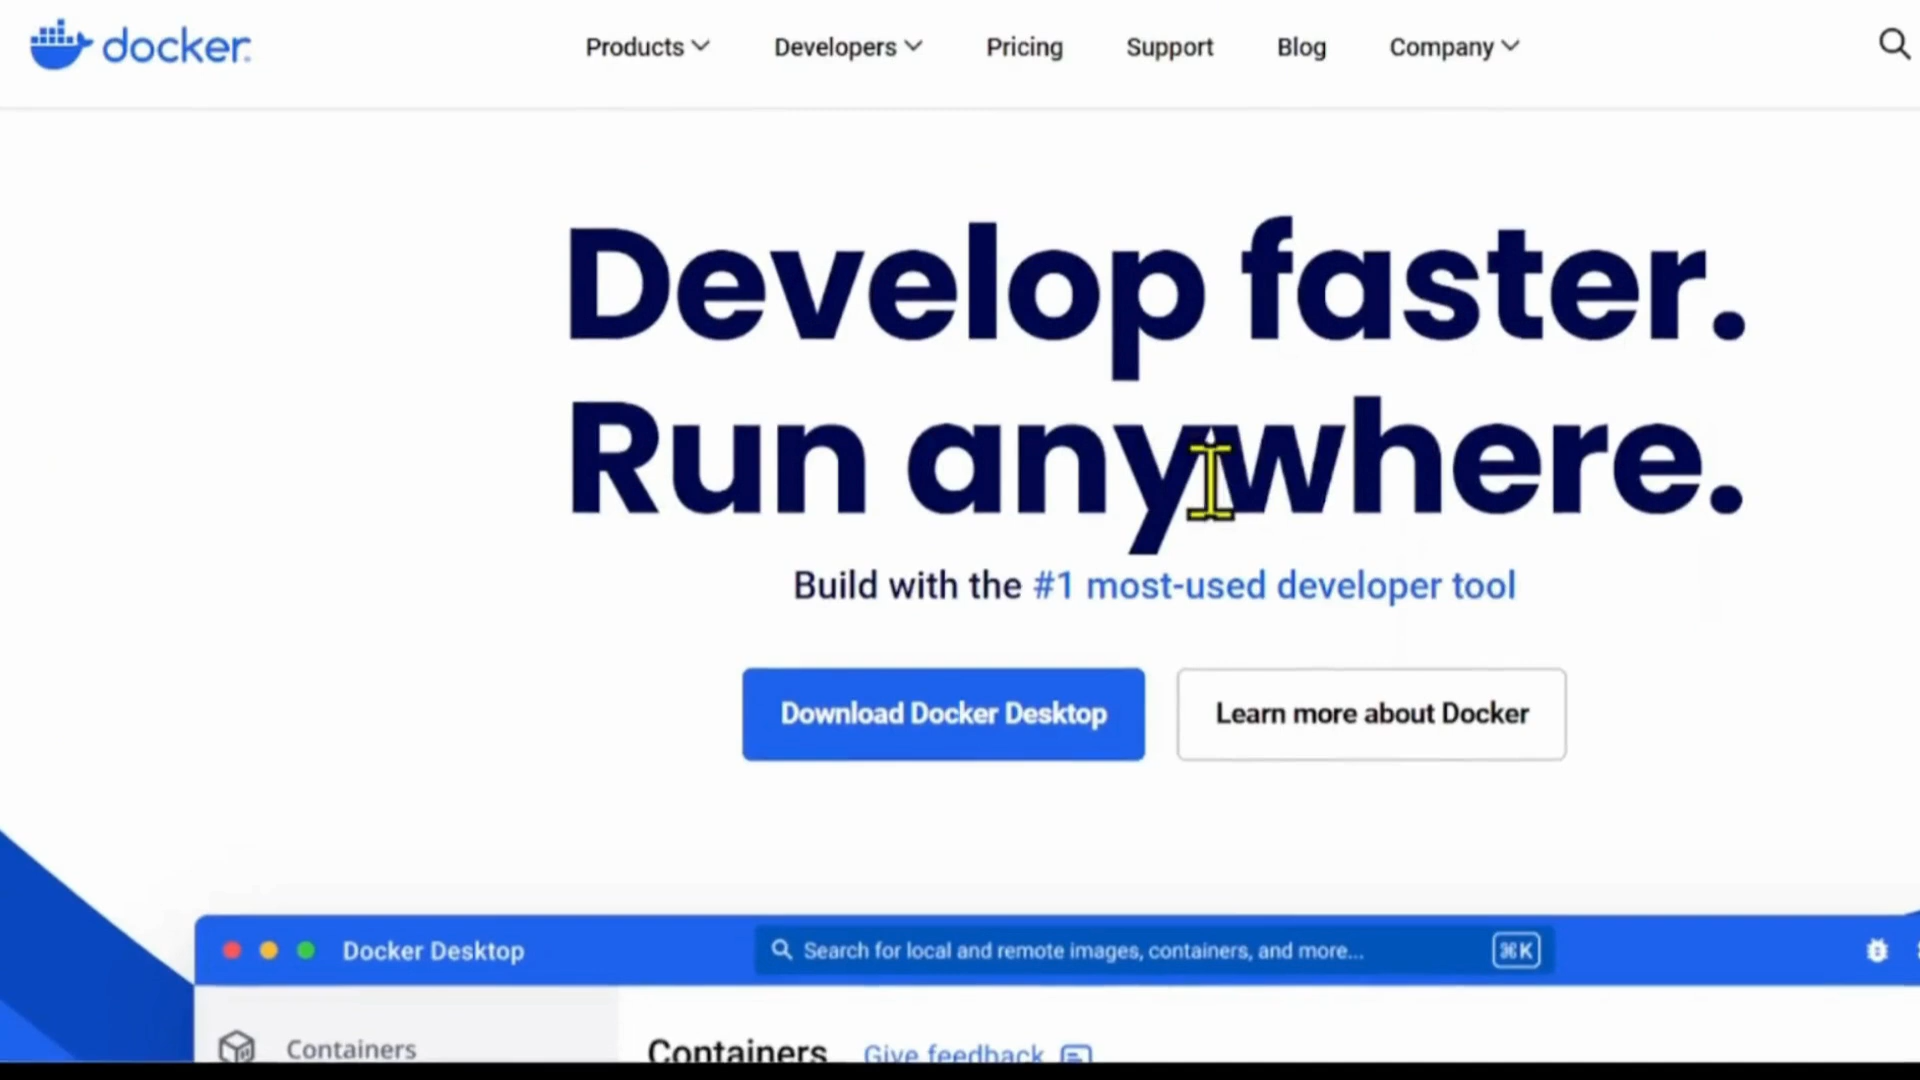 docker
Products
Developers
Pricing
Support
Blog
Company
Develop faster.
Run anywhere.
Build with the #1 most-used developer tool
Download Docker Desktop
Learn more about Docker
Docker Desktop
Search for local and remote images, containers, and more...
⌘K
Containers
Containers
Give feedback